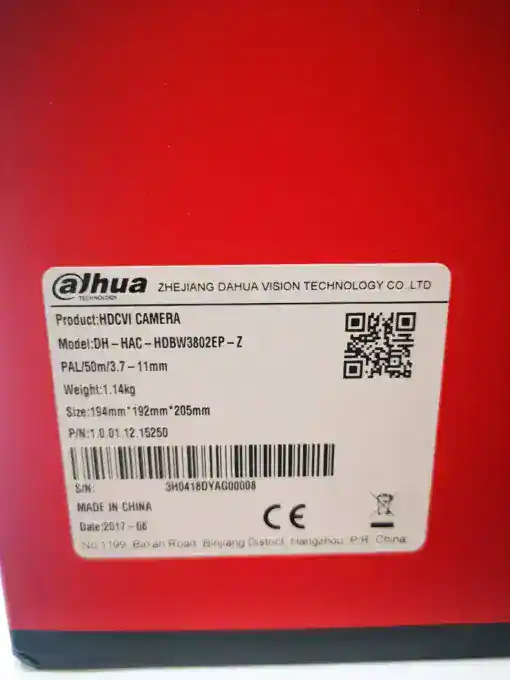 alhua
TECHNOLOGY
ZHEJIANG DAHUA VISION TECHNOLOGY CO .LTD
Product:HDCVI CAMERA
Model:DH-HAC-HDBW3802EP-Z
PAL/50m/3.7-11mm
Weight:1.14kg
Size:194mm*192mm*205mm
P/N:1.0.01.12.15250
S/N: 3H0418DYAG00008
MADE IN CHINA
Date:2017-08
CE
No.1199, Bin'an Road, Binjiang District, Hangzhou, P.R. China